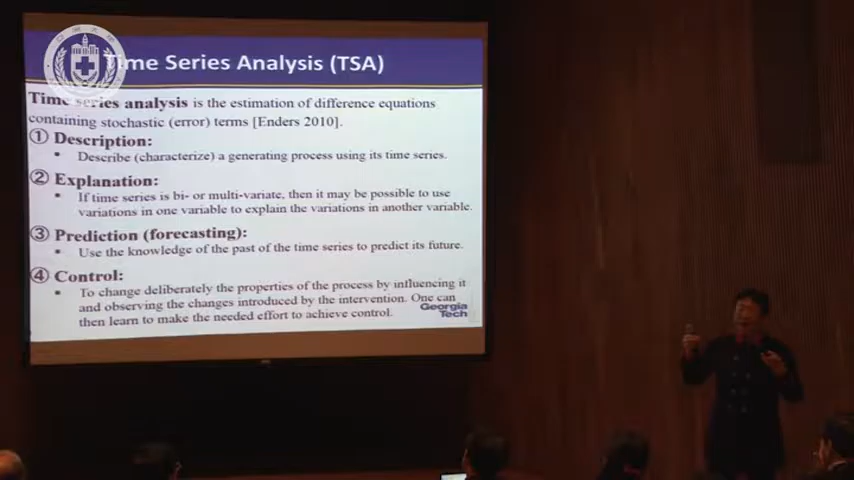 Time Series Analysis (TSA)
Time series analysis is the estimation of difference equations
containing stochastic (error) terms [Enders 2010].
① Description:
• Describe (characterize) a generating process using its time series.
② Explanation:
• If time series is bi- or multi-variate, then it may be possible to use
variations in one variable to explain the variations in another variable.
③ Prediction (forecasting):
• Use the knowledge of the past of the time series to predict its future.
④ Control:
• To change deliberately the properties of the process by influencing it
and observing the changes introduced by the intervention. One can
then learn to make the needed effort to achieve control.
Georgia
Tech